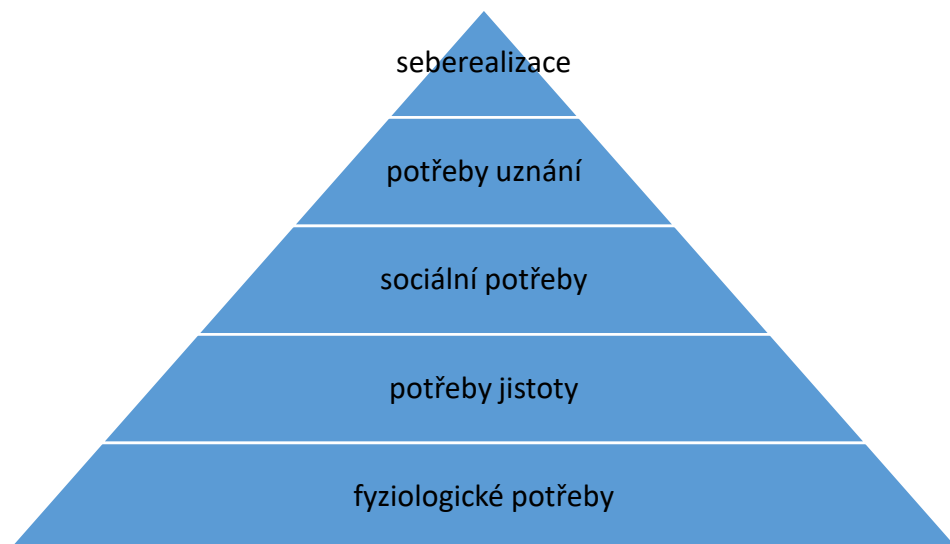 seberealizace
potřeby uznání
sociální potřeby
potřeby jistoty
fyziologické potřeby